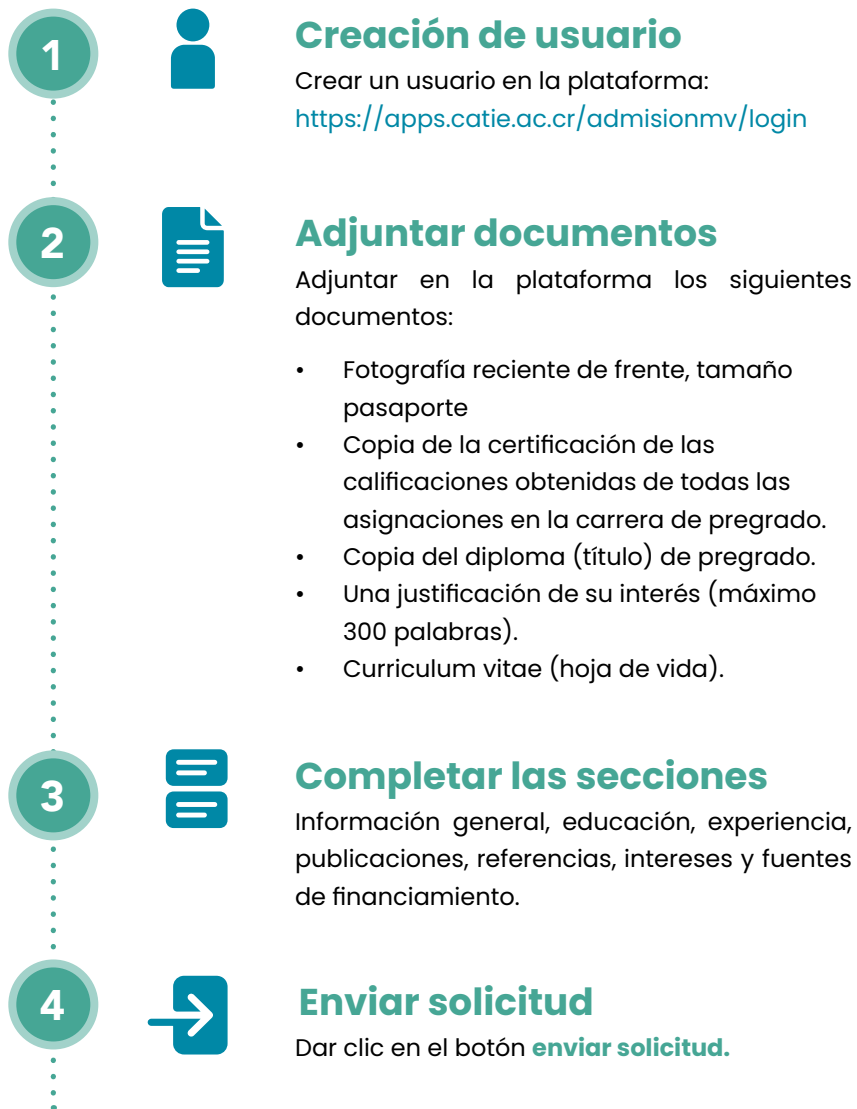 1
Creación de usuario
Crear un usuario en la plataforma:
https://apps.catie.ac.cr/admisionmv/login
2
Adjuntar documentos
Adjuntar en la plataforma los siguientes
documentos:
• Fotografía reciente de frente, tamaño
pasaporte
• Copia de la certificación de las
calificaciones obtenidas de todas las
asignaciones en la carrera de pregrado.
• Copia del diploma (título) de pregrado.
• Una justificación de su interés (máximo
300 palabras).
• Curriculum vitae (hoja de vida).
3
Completar las secciones
Información general, educación, experiencia,
publicaciones, referencias, intereses y fuentes
de financiamiento.
4
Enviar solicitud
Dar clic en el botón enviar solicitud.